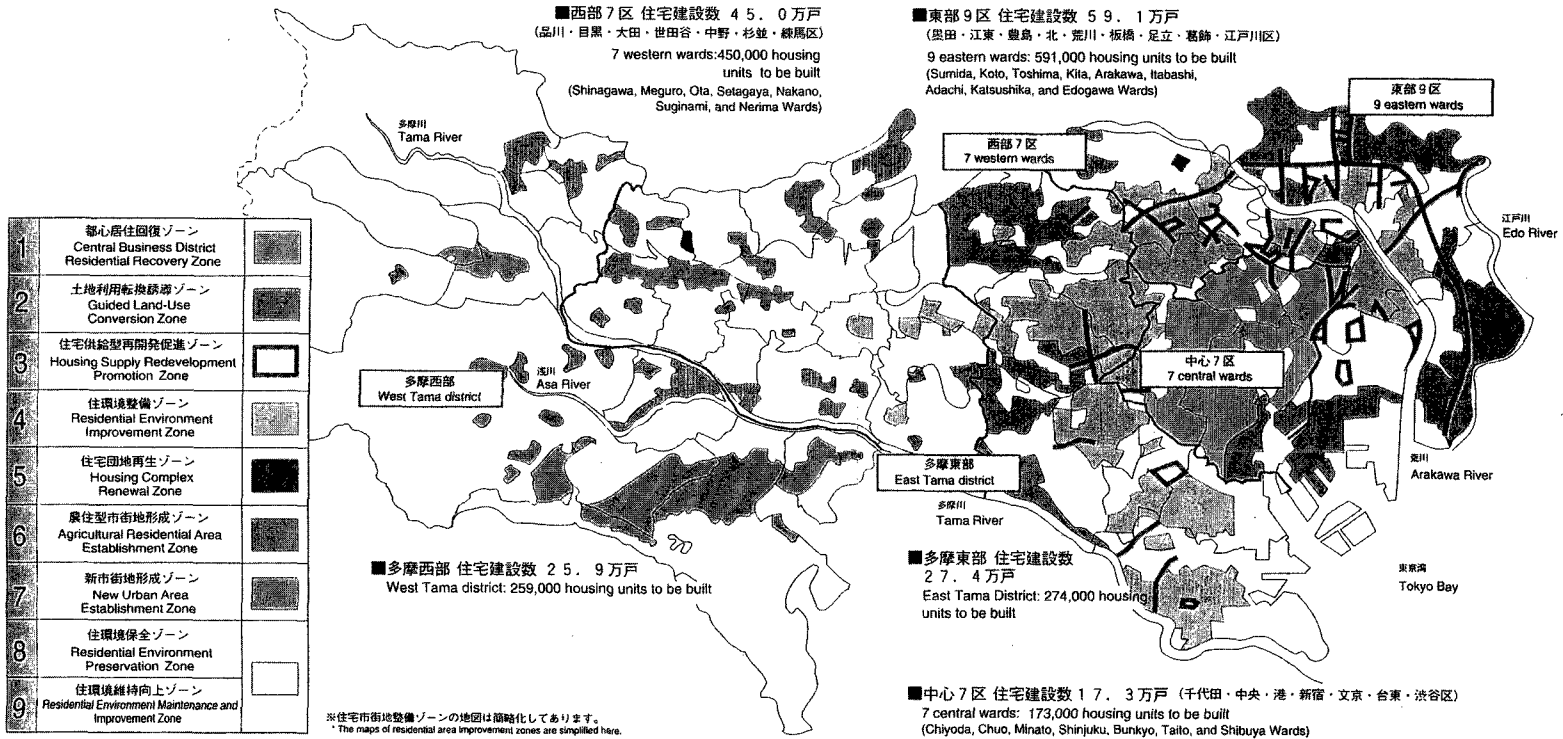 ■西部7区 住宅建設数 45.0万戸
(品川・目黒・大田・世田谷・中野・杉並・練馬区)
7 western wards:450,000 housing
units to be built
(Shinagawa, Meguro, Ota, Setagaya, Nakano,
Suginami, and Nerima Wards)
■東部9区 住宅建設数 59.1万戸
(墨田・江東・豊島・北・荒川・板橋・足立・葛飾・江戸川区)
9 eastern wards: 591,000 housing units to be built
(Sumida, Koto, Toshima, Kita, Arakawa, Itabashi,
Adachi, Katsushika, and Edogawa Wards)
東部9区
9 eastern wards
西部7区
7 western wards
多摩川
Tama River
江戸川
Edo River
1
都心居住回復ゾーン
Central Business District
Residential Recovery Zone
2
土地利用転換誘導ゾーン
Guided Land-Use
Conversion Zone
3
住宅供給型再開発促進ゾーン
Housing Supply Redevelopment
Promotion Zone
4
住環境整備ゾーン
Residential Environment
Improvement Zone
5
住宅団地再生ゾーン
Housing Complex
Renewal Zone
6
農住型市街地形成ゾーン
Agricultural Residential Area
Establishment Zone
7
新市街地形成ゾーン
New Urban Area
Establishment Zone
8
住環境保全ゾーン
Residential Environment
Preservation Zone
9
住環境維持向上ゾーン
Residential Environment Maintenance and
Improvement Zone
多摩西部
West Tama district
浅川
Asa River
中心7区
7 central wards
多摩東部
East Tama district
多摩川
Tama River
荒川
Arakawa River
東京湾
Tokyo Bay
■多摩西部 住宅建設数 25.9万戸
West Tama district: 259,000 housing units to be built
■多摩東部 住宅建設数
27.4万戸
East Tama District: 274,000 housing
units to be built
■中心7区 住宅建設数17.3万戸 (千代田・中央・港・新宿・文京・台東・渋谷区)
7 central wards: 173,000 housing units to be built
(Chiyoda, Chuo, Minato, Shinjuku, Bunkyo, Taito, and Shibuya Wards)
※住宅市街地整備ゾーンの地図は簡略化してあります。
* The maps of residential area improvement zones are simplified here.